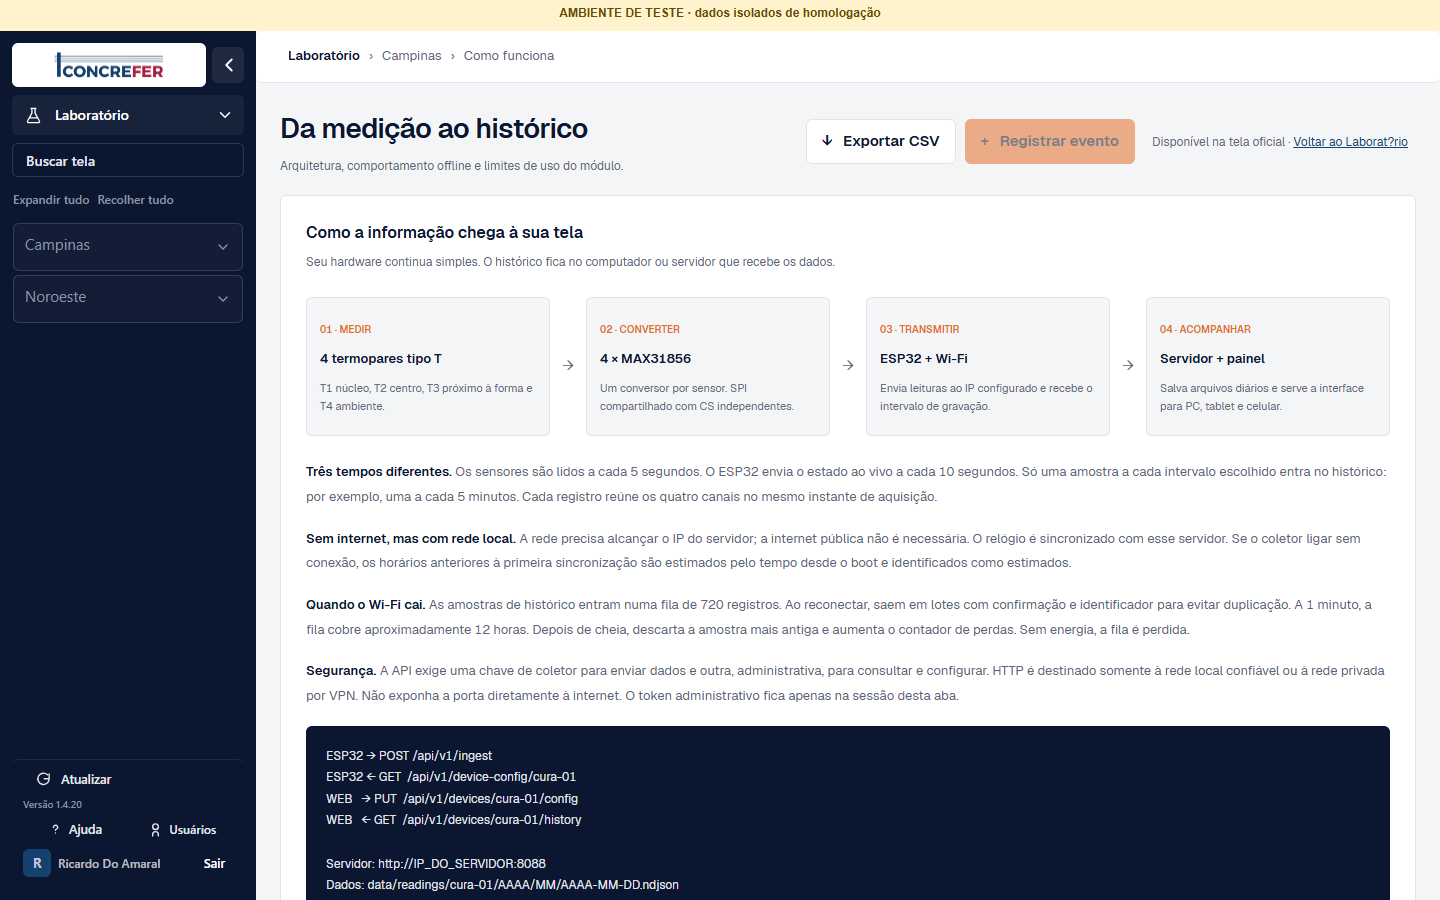 AMBIENTE DE TESTE · dados isolados de homologação
CONCREFER
Laboratório
Buscar tela
Expandir tudo Recolher tudo
Campinas
Noroeste
Atualizar
Versão 1.4.20
? Ajuda Usuários
R Ricardo Do Amaral Sair
Laboratório › Campinas › Como funciona
Da medição ao histórico
Arquitetura, comportamento offline e limites de uso do módulo.
↓ Exportar CSV
+ Registrar evento
Disponível na tela oficial · Voltar ao Laborat?rio
Como a informação chega à sua tela
Seu hardware continua simples. O histórico fica no computador ou servidor que recebe os dados.
01 · MEDIR
4 termopares tipo T
T1 núcleo, T2 centro, T3 próximo à forma e
T4 ambiente.
→
02 · CONVERTER
4 × MAX31856
Um conversor por sensor. SPI
compartilhado com CS independentes.
→
03 · TRANSMITIR
ESP32 + Wi-Fi
Envia leituras ao IP configurado e recebe o
intervalo de gravação.
→
04 · ACOMPANHAR
Servidor + painel
Salva arquivos diários e serve a interface
para PC, tablet e celular.
Três tempos diferentes. Os sensores são lidos a cada 5 segundos. O ESP32 envia o estado ao vivo a cada 10 segundos. Só uma amostra a cada intervalo escolhido entra no histórico:
por exemplo, uma a cada 5 minutos. Cada registro reúne os quatro canais no mesmo instante de aquisição.
Sem internet, mas com rede local. A rede precisa alcançar o IP do servidor; a internet pública não é necessária. O relógio é sincronizado com esse servidor. Se o coletor ligar sem
conexão, os horários anteriores à primeira sincronização são estimados pelo tempo desde o boot e identificados como estimados.
Quando o Wi-Fi cai. As amostras de histórico entram numa fila de 720 registros. Ao reconectar, saem em lotes com confirmação e identificador para evitar duplicação. A 1 minuto, a
fila cobre aproximadamente 12 horas. Depois de cheia, descarta a amostra mais antiga e aumenta o contador de perdas. Sem energia, a fila é perdida.
Segurança. A API exige uma chave de coletor para enviar dados e outra, administrativa, para consultar e configurar. HTTP é destinado somente à rede local confiável ou à rede privada
por VPN. Não exponha a porta diretamente à internet. O token administrativo fica apenas na sessão desta aba.
ESP32 → POST /api/v1/ingest
ESP32 ← GET /api/v1/device-config/cura-01
WEB → PUT /api/v1/devices/cura-01/config
WEB ← GET /api/v1/devices/cura-01/history
Servidor: http://IP_DO_SERVIDOR:8088
Dados: data/readings/cura-01/AAAA/MM/AAAA-MM-DD.ndjson